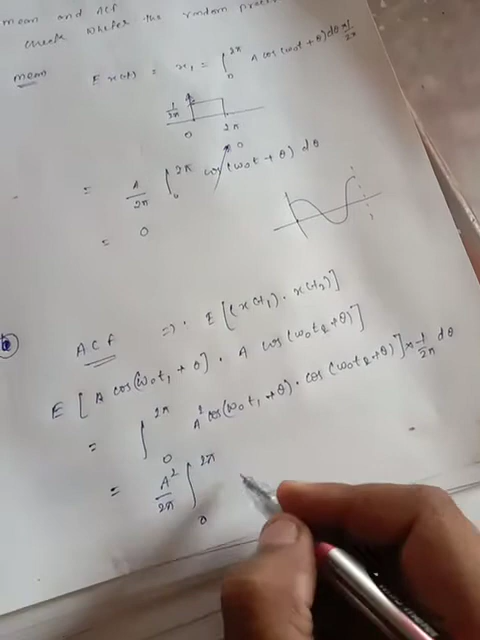 mean and ACF
Check whether the random proce
mean E x(t) = x₁ = ∫₀^2π A cos(ω₀t + θ) dθ × 1/2π
1/2π
0 2π
= A/2π ∫₀^2π cos(ω₀t + θ) dθ
0
= 0
b
ACF => E[(x(t₁) · x(t₂)]
E[A cos(ω₀t₁ + θ) · A cos(ω₀t₂ + θ)]
= ∫₀^2π A² cos(ω₀t₁ + θ) · cos(ω₀t₂ + θ)] × 1/2π dθ
= A²/2π ∫₀^2π